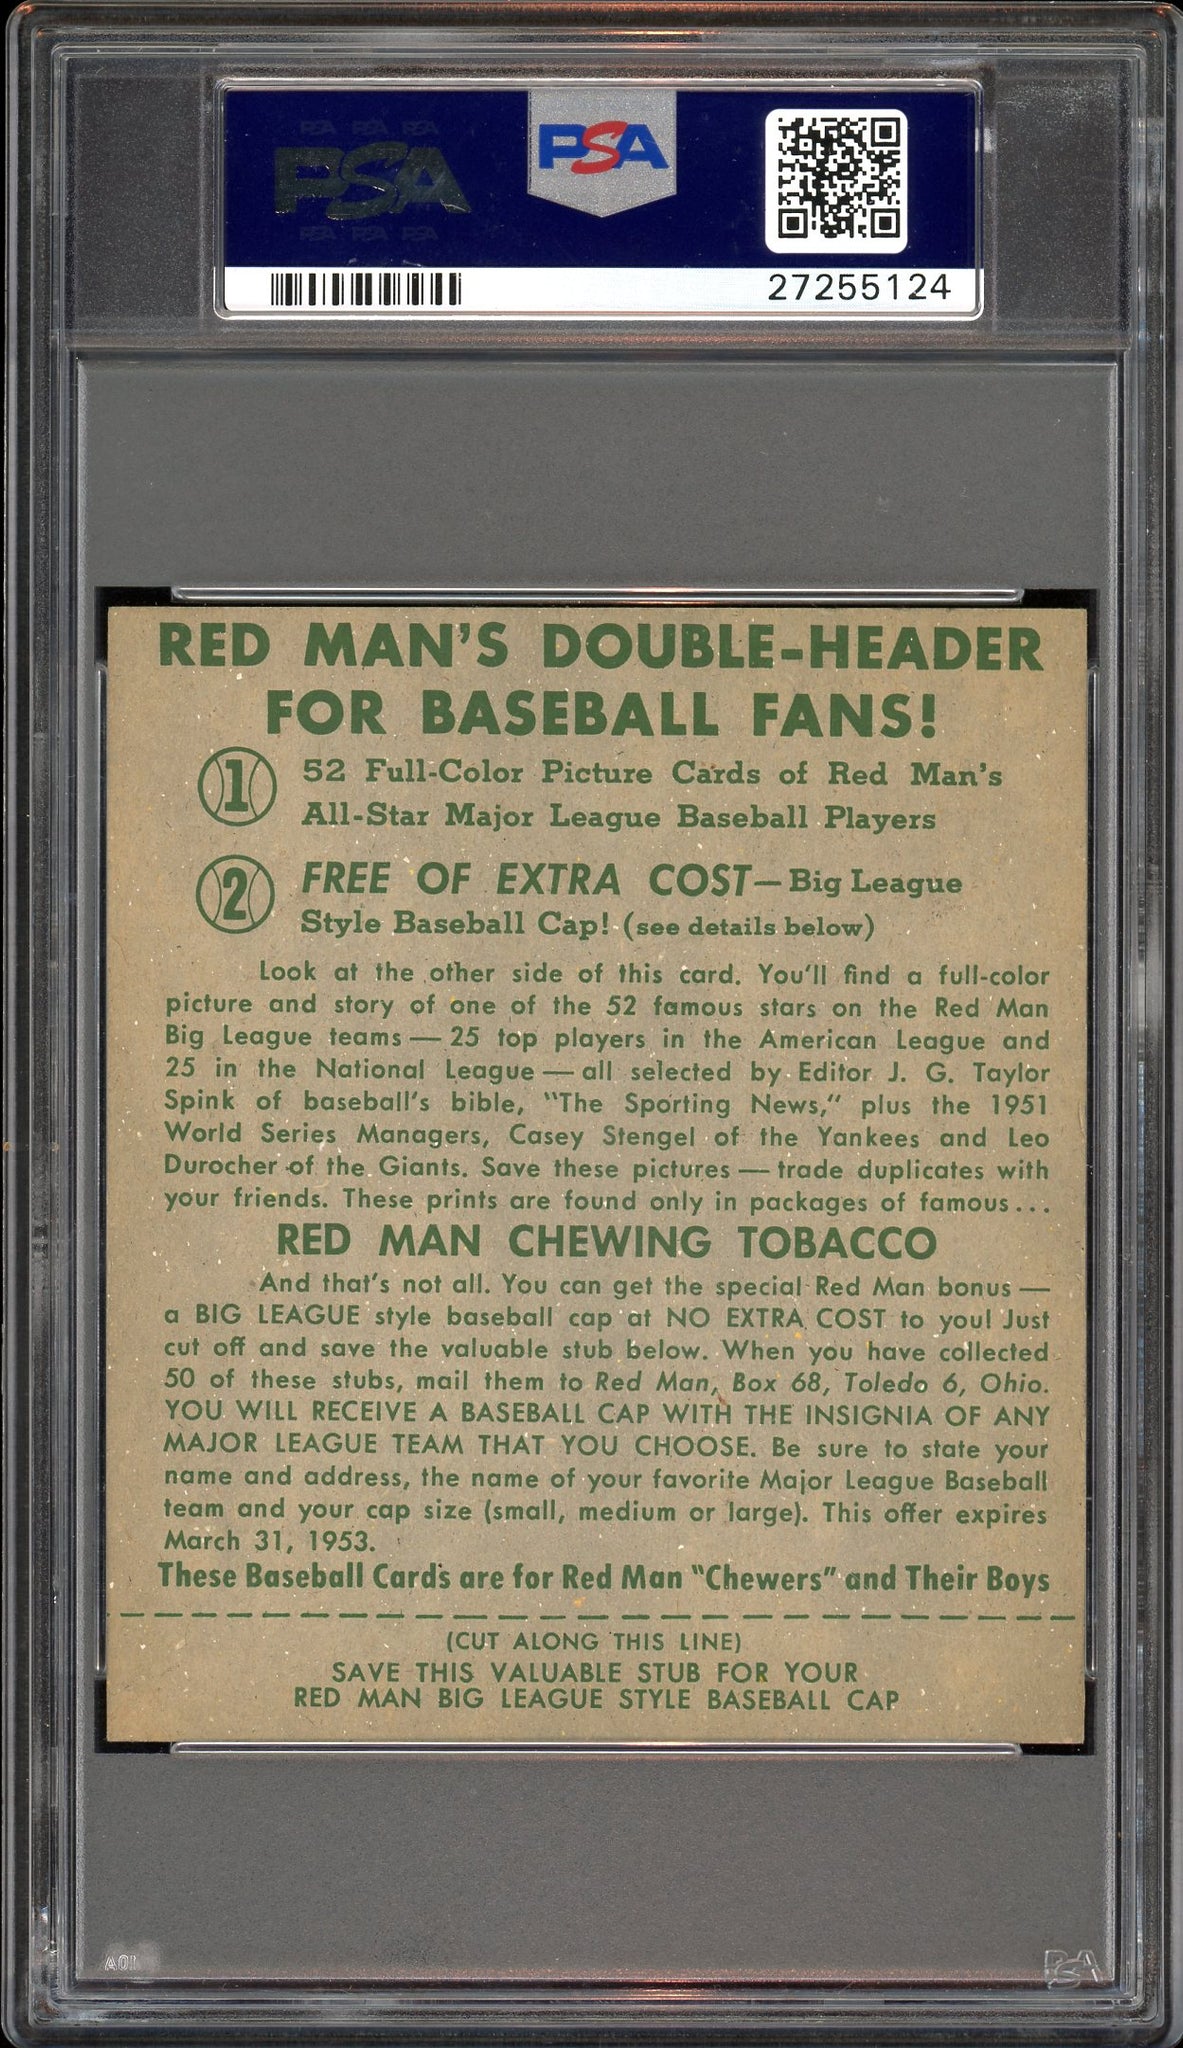 PSA PSA PSA
PSA
PSA PSA PSA
PSA
27255124
RED MAN'S DOUBLE-HEADER
FOR BASEBALL FANS!
1 52 Full-Color Picture Cards of Red Man's
All-Star Major League Baseball Players
2 FREE OF EXTRA COST—Big League
Style Baseball Cap! (see details below)
Look at the other side of this card. You'll find a full-color
picture and story of one of the 52 famous stars on the Red Man
Big League teams — 25 top players in the American League and
25 in the National League — all selected by Editor J. G. Taylor
Spink of baseball's bible, "The Sporting News," plus the 1951
World Series Managers, Casey Stengel of the Yankees and Leo
Durocher of the Giants. Save these pictures — trade duplicates with
your friends. These prints are found only in packages of famous...
RED MAN CHEWING TOBACCO
And that's not all. You can get the special Red Man bonus —
a BIG LEAGUE style baseball cap at NO EXTRA COST to you! Just
cut off and save the valuable stub below. When you have collected
50 of these stubs, mail them to Red Man, Box 68, Toledo 6, Ohio.
YOU WILL RECEIVE A BASEBALL CAP WITH THE INSIGNIA OF ANY
MAJOR LEAGUE TEAM THAT YOU CHOOSE. Be sure to state your
name and address, the name of your favorite Major League Baseball
team and your cap size (small, medium or large). This offer expires
March 31, 1953.
These Baseball Cards are for Red Man "Chewers" and Their Boys
(CUT ALONG THIS LINE)
SAVE THIS VALUABLE STUB FOR YOUR
RED MAN BIG LEAGUE STYLE BASEBALL CAP
PSA